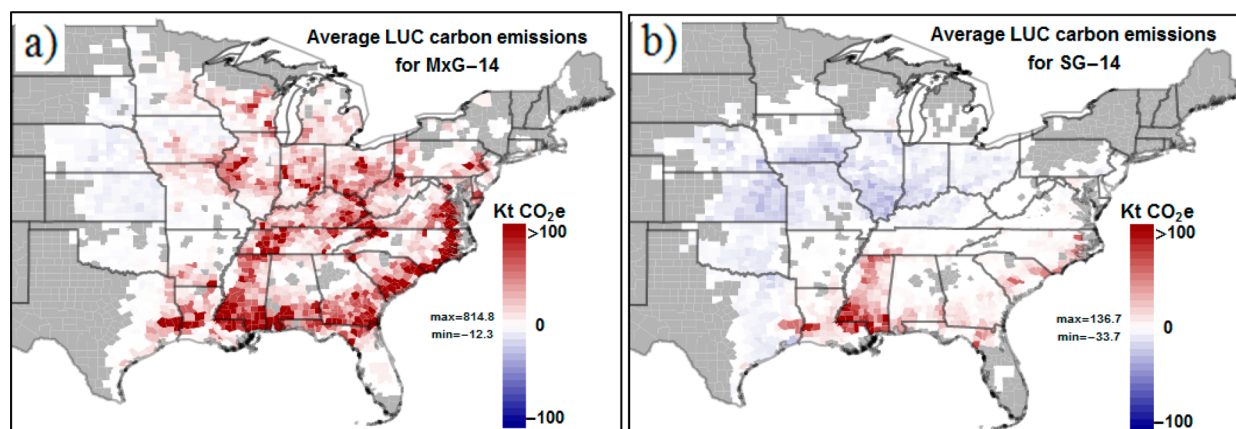 a)
Average LUC carbon emissions
for MxG−14
Kt CO₂e
>100
0
−100
max=814.8
min=−12.3
b)
Average LUC carbon emissions
for SG−14
Kt CO₂e
>100
0
−100
max=136.7
min=−33.7